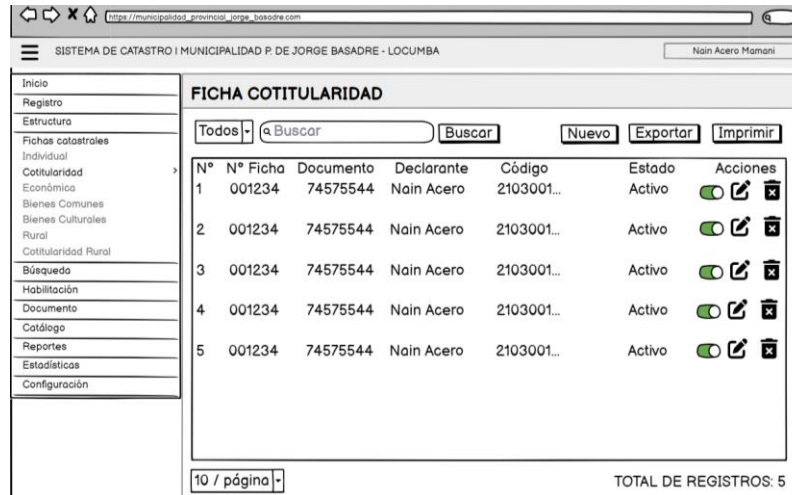 https://municipalidad_provincial_jorge_basadre.com
SISTEMA DE CATASTRO I MUNICIPALIDAD P. DE JORGE BASADRE - LOCUMBA
Nain Acero Mamani
Inicio
Registro
Estructura
Fichas catastrales
Individual
Cotitularidad >
Económica
Bienes Comunes
Bienes Culturales
Rural
Cotitularidad Rural
Búsqueda
Habilitación
Documento
Catálogo
Reportes
Estadísticas
Configuración
FICHA COTITULARIDAD
Todos Buscar Buscar Nuevo Exportar Imprimir
N° N° Ficha Documento Declarante Código Estado Acciones
1 001234 74575544 Nain Acero 2103001... Activo
2 001234 74575544 Nain Acero 2103001... Activo
3 001234 74575544 Nain Acero 2103001... Activo
4 001234 74575544 Nain Acero 2103001... Activo
5 001234 74575544 Nain Acero 2103001... Activo
10 / página TOTAL DE REGISTROS: 5